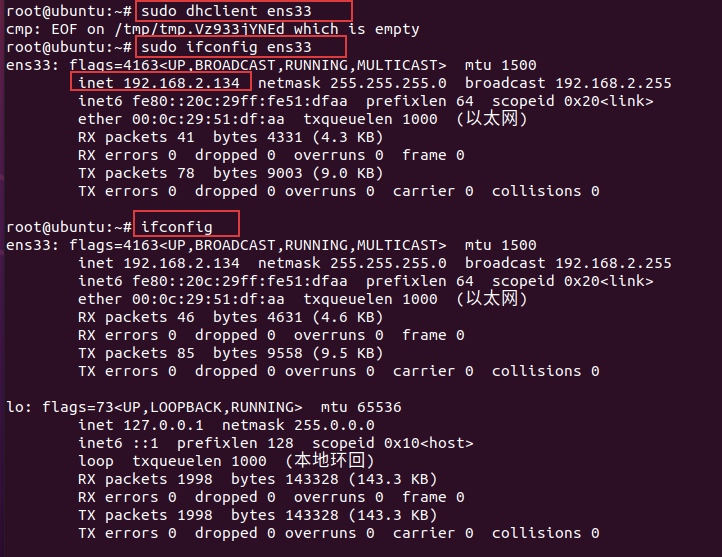 root@ubuntu:~# sudo dhclient ens33
cmp: EOF on /tmp/tmp.Vz933jYNEd which is empty
root@ubuntu:~# sudo ifconfig ens33
ens33: flags=4163<UP,BROADCAST,RUNNING,MULTICAST>  mtu 1500
        inet 192.168.2.134  netmask 255.255.255.0  broadcast 192.168.2.255
        inet6 fe80::20c:29ff:fe51:dfaa  prefixlen 64  scopeid 0x20<link>
        ether 00:0c:29:51:df:aa  txqueuelen 1000  (以太网)
        RX packets 41  bytes 4331 (4.3 KB)
        RX errors 0  dropped 0  overruns 0  frame 0
        TX packets 78  bytes 9003 (9.0 KB)
        TX errors 0  dropped 0 overruns 0  carrier 0  collisions 0

root@ubuntu:~# ifconfig
ens33: flags=4163<UP,BROADCAST,RUNNING,MULTICAST>  mtu 1500
        inet 192.168.2.134  netmask 255.255.255.0  broadcast 192.168.2.255
        inet6 fe80::20c:29ff:fe51:dfaa  prefixlen 64  scopeid 0x20<link>
        ether 00:0c:29:51:df:aa  txqueuelen 1000  (以太网)
        RX packets 46  bytes 4631 (4.6 KB)
        RX errors 0  dropped 0  overruns 0  frame 0
        TX packets 85  bytes 9558 (9.5 KB)
        TX errors 0  dropped 0 overruns 0  carrier 0  collisions 0

lo: flags=73<UP,LOOPBACK,RUNNING>  mtu 65536
        inet 127.0.0.1  netmask 255.0.0.0
        inet6 ::1  prefixlen 128  scopeid 0x10<host>
        loop  txqueuelen 1000  (本地环回)
        RX packets 1998  bytes 143328 (143.3 KB)
        RX errors 0  dropped 0  overruns 0  frame 0
        TX packets 1998  bytes 143328 (143.3 KB)
        TX errors 0  dropped 0 overruns 0  carrier 0  collisions 0